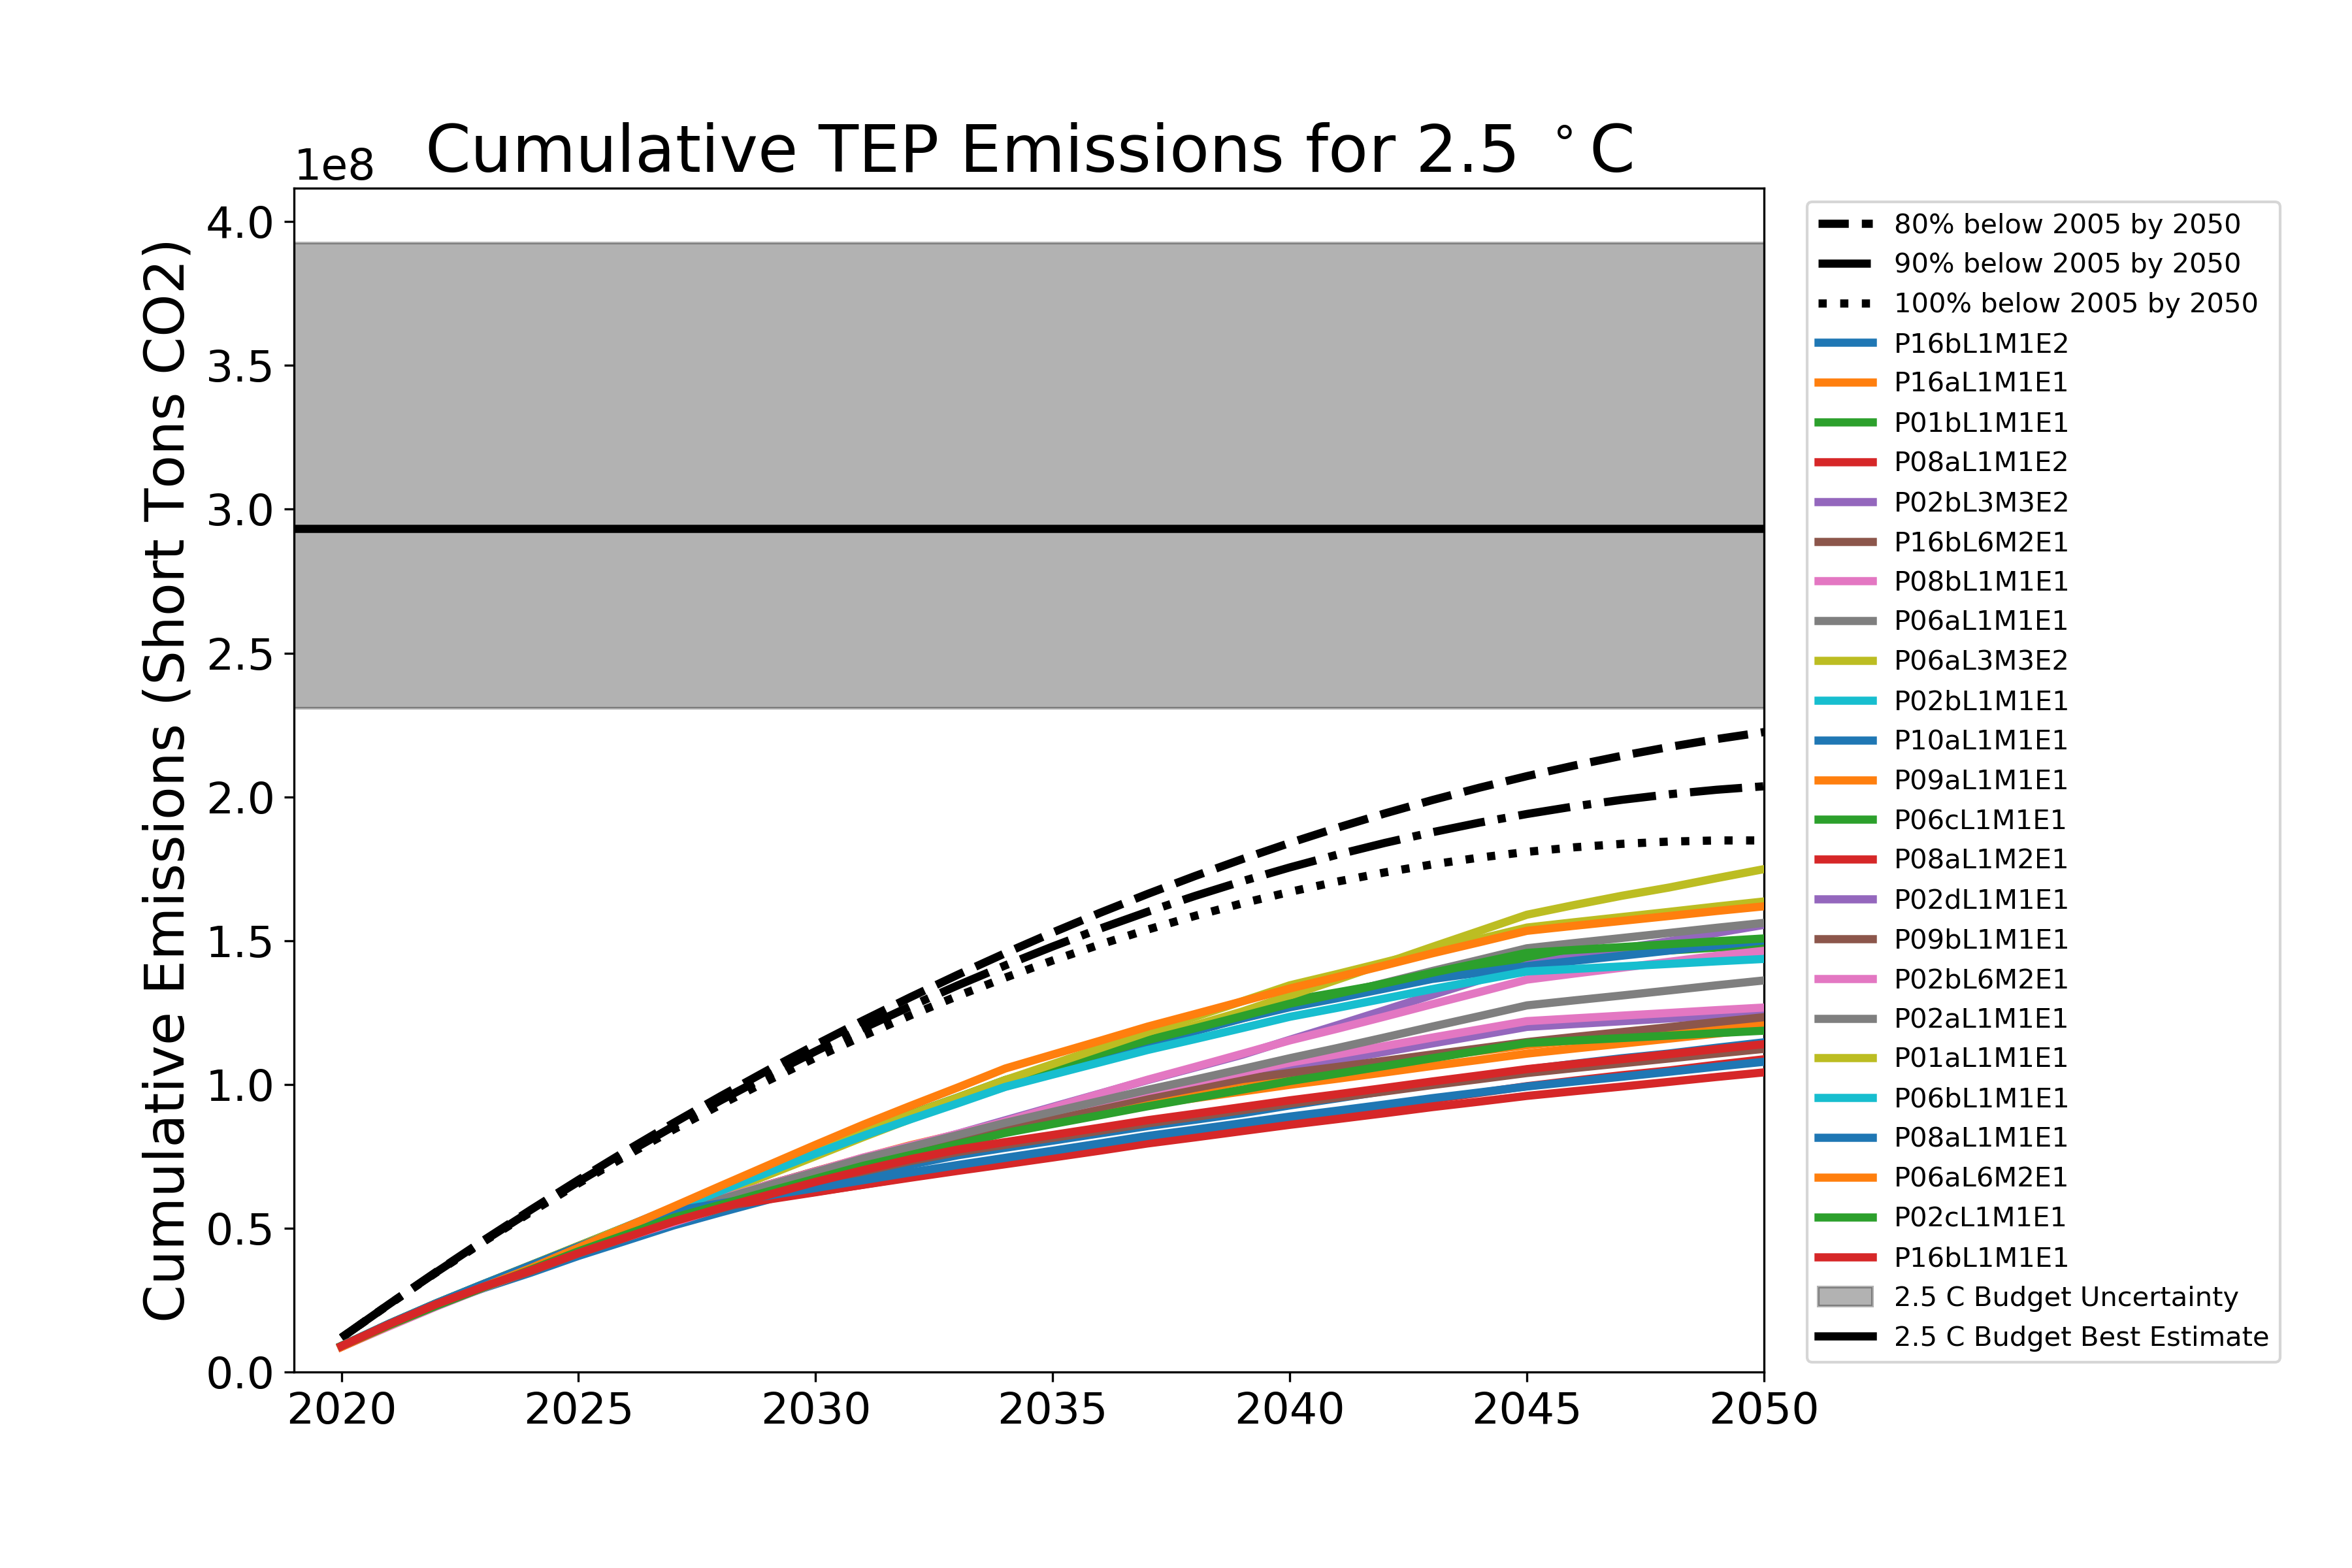 Cumulative TEP Emissions for 2.5 °C
1e8
Cumulative Emissions (Short Tons CO2)
4.0
3.5
3.0
2.5
2.0
1.5
1.0
0.5
0.0
2020
2025
2030
2035
2040
2045
2050
80% below 2005 by 2050
90% below 2005 by 2050
100% below 2005 by 2050
P16bL1M1E2
P16aL1M1E1
P01bL1M1E1
P08aL1M1E2
P02bL3M3E2
P16bL6M2E1
P08bL1M1E1
P06aL1M1E1
P06aL3M3E2
P02bL1M1E1
P10aL1M1E1
P09aL1M1E1
P06cL1M1E1
P08aL1M2E1
P02dL1M1E1
P09bL1M1E1
P02bL6M2E1
P02aL1M1E1
P01aL1M1E1
P06bL1M1E1
P08aL1M1E1
P06aL6M2E1
P02cL1M1E1
P16bL1M1E1
2.5 C Budget Uncertainty
2.5 C Budget Best Estimate